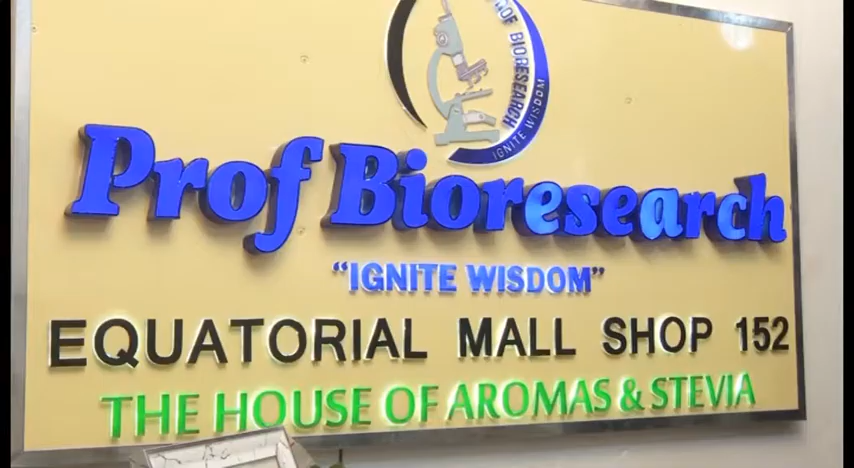 PROF BIORESEARCH
IGNITE WISDOM
Prof Bioresearch
“IGNITE WISDOM”
EQUATORIAL MALL SHOP 152
THE HOUSE OF AROMAS & STEVIA